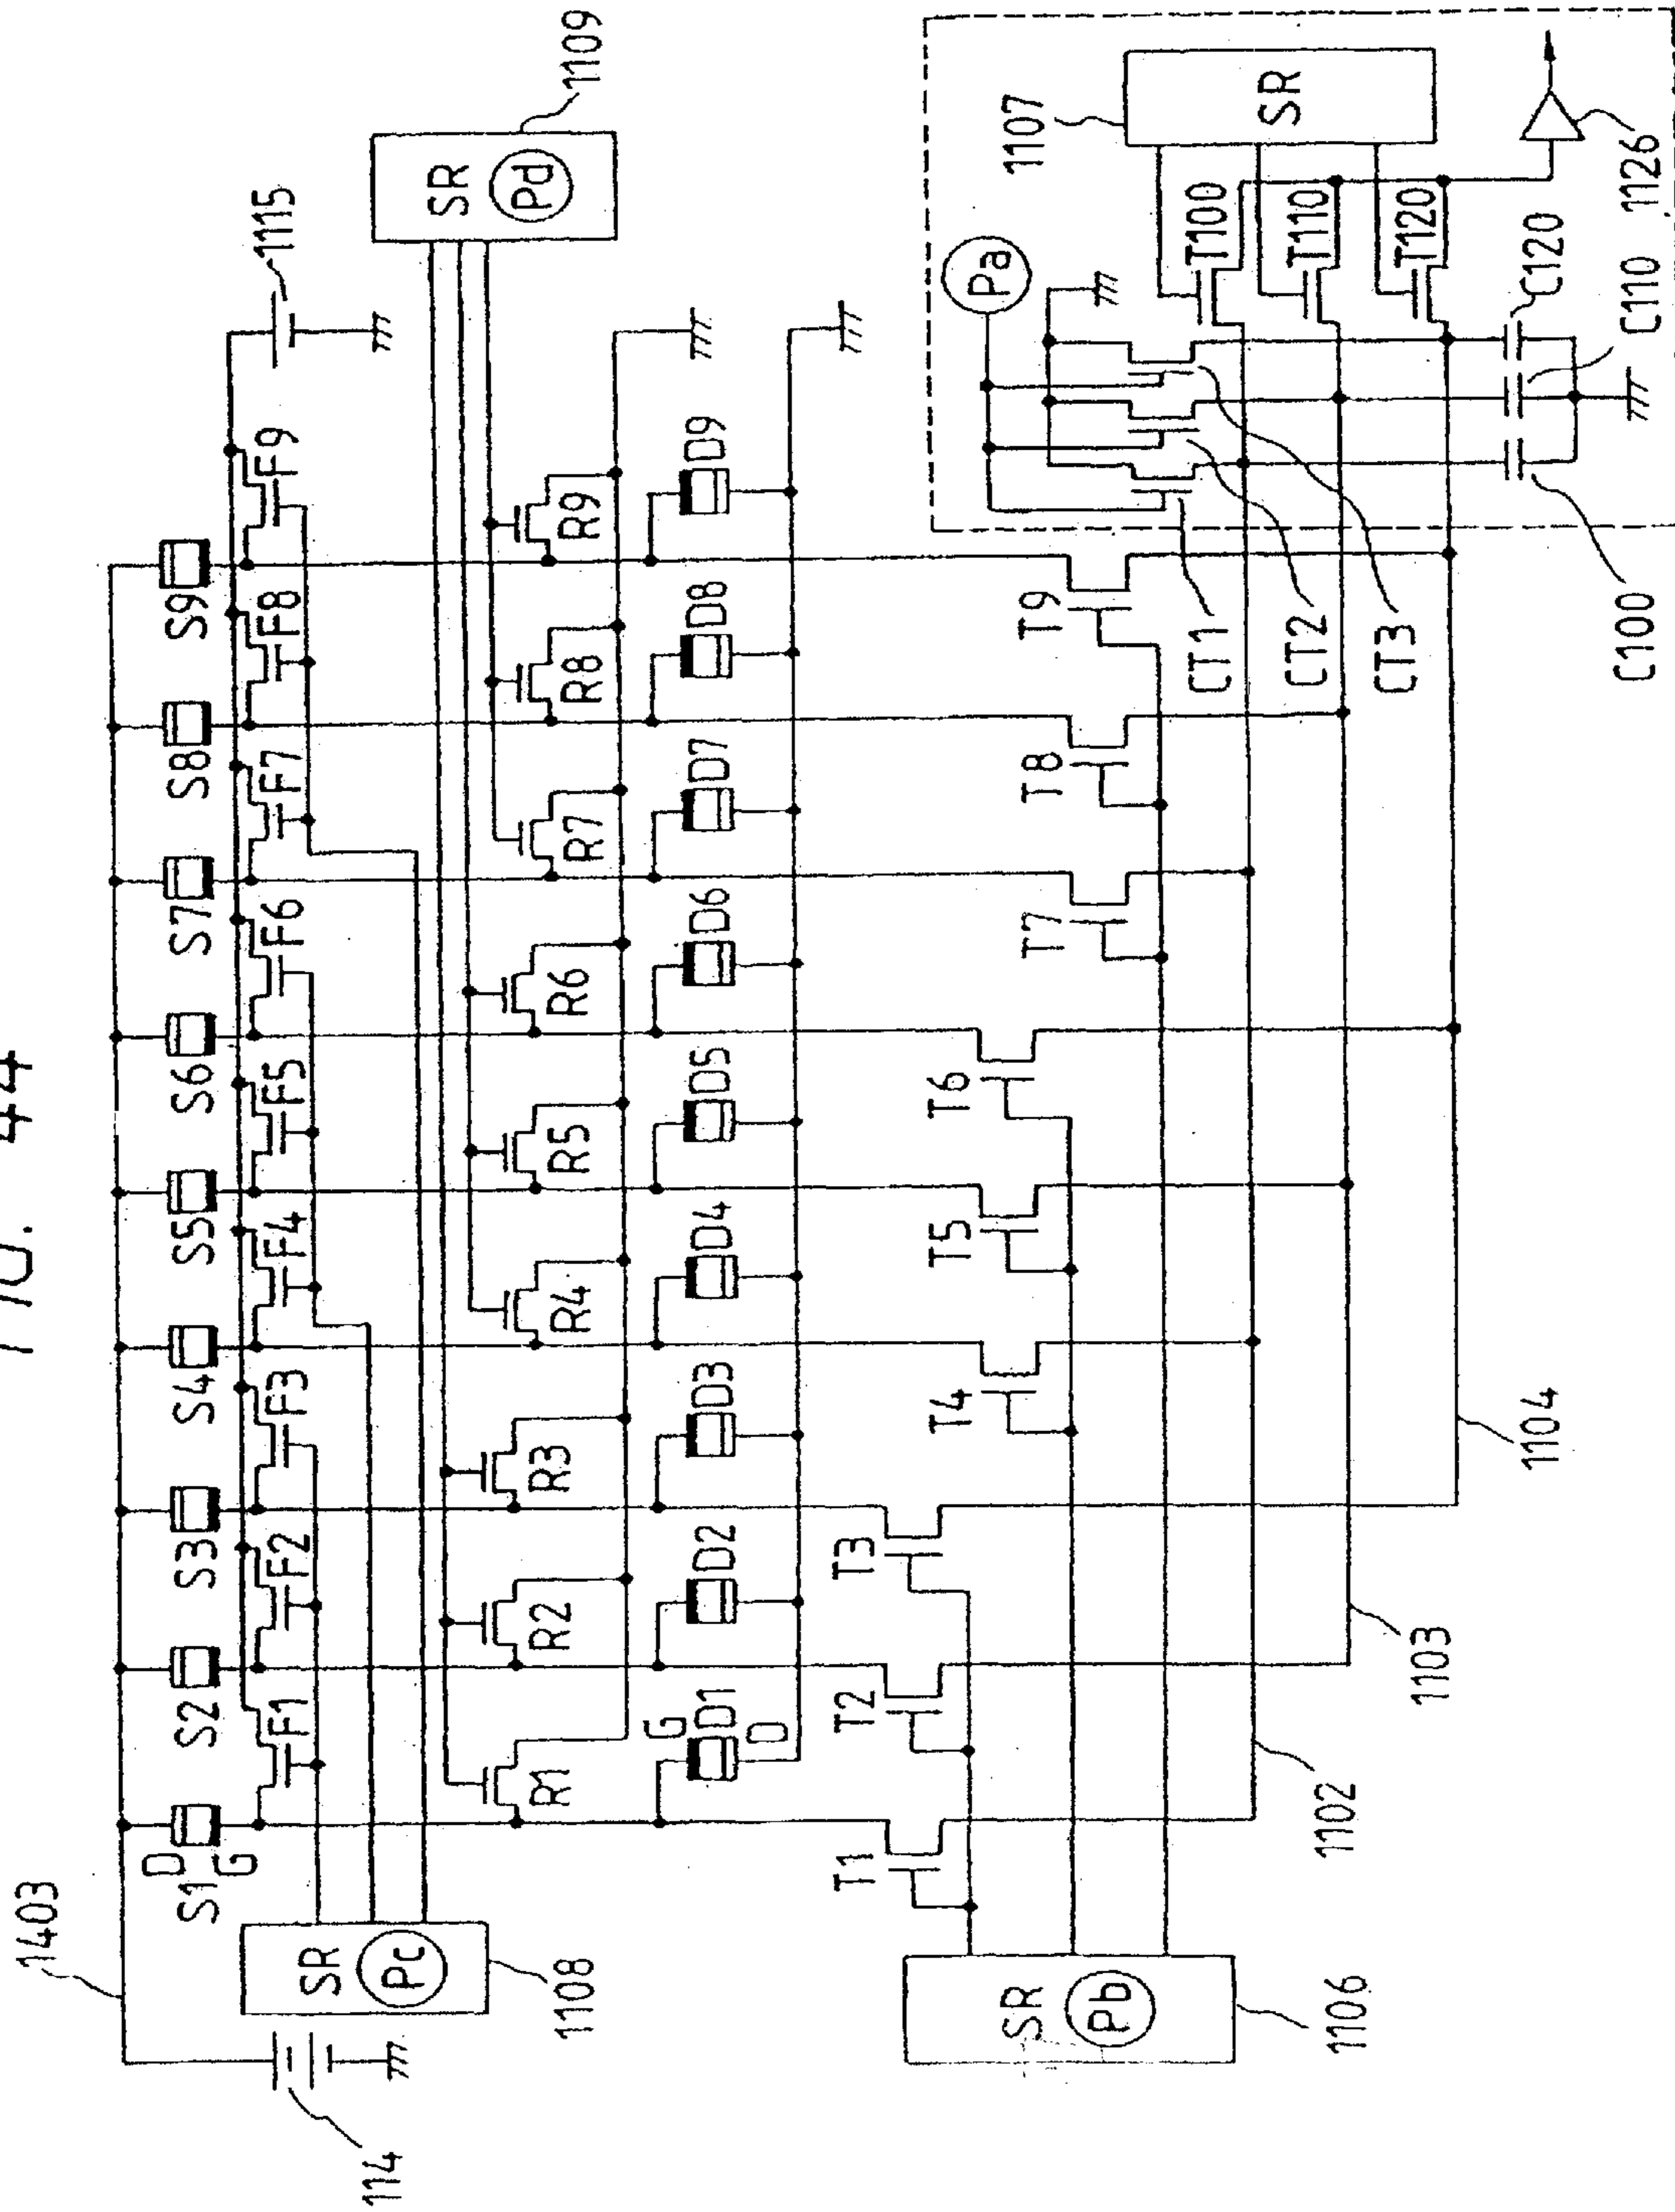 FIG. 44
1403
114
1115
S1
S2
S3
S4
S5
S6
S7
S8
S9
D
G
F1
F2
F3
F4
F5
F6
F7
F8
F9
SR
Pc
1108
SR
Pd
1109
R1
R2
R3
R4
R5
R6
R7
R8
R9
G
D1
D
D2
D3
D4
D5
D6
D7
D8
D9
T1
T2
T3
T4
T5
T6
T7
T8
T9
SR
Pb
1106
1102
1103
1104
Pa
1107
SR
T100
T110
T120
CT1
CT2
CT3
C100
C110
C120
1126